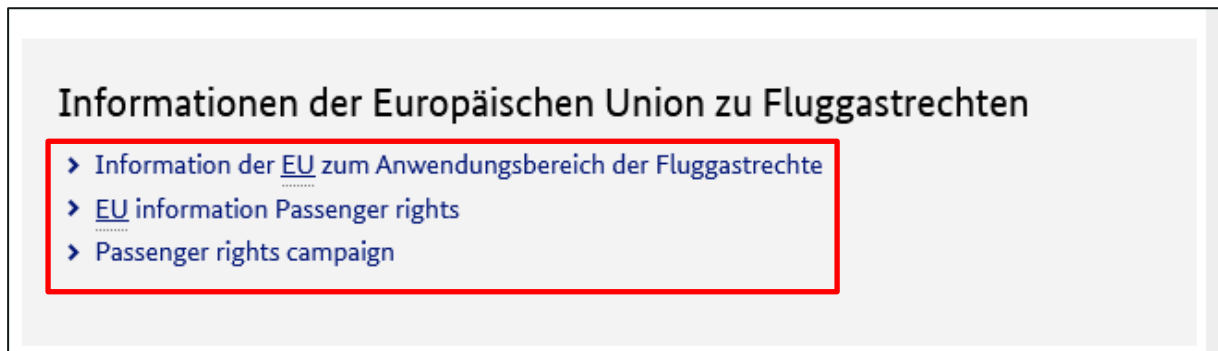 Informationen der Europäischen Union zu Fluggastrechten
Information der EU zum Anwendungsbereich der Fluggastrechte
EU information Passenger rights
Passenger rights campaign